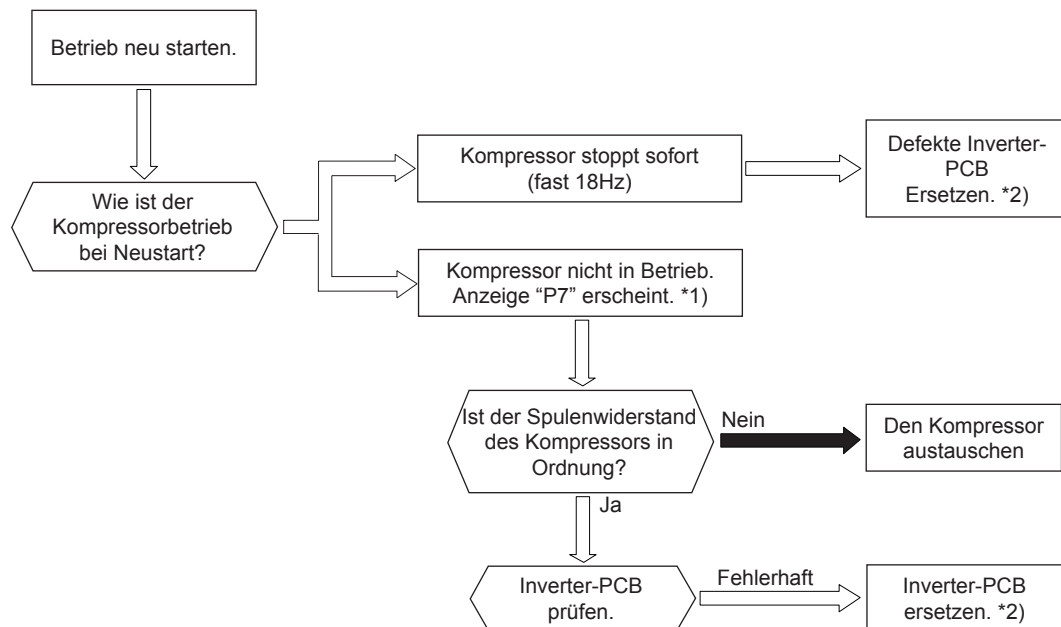 Betrieb neu starten.
Wie ist der
Kompressorbetrieb
bei Neustart?
Kompressor stoppt sofort
(fast 18Hz)
Defekte Inverter-
PCB
Ersetzen. *2)
Kompressor nicht in Betrieb.
Anzeige “P7” erscheint. *1)
Ist der Spulenwiderstand
des Kompressors in
Ordnung?
Nein
Den Kompressor
austauschen
Ja
Inverter-PCB
prüfen.
Fehlerhaft
Inverter-PCB
ersetzen. *2)